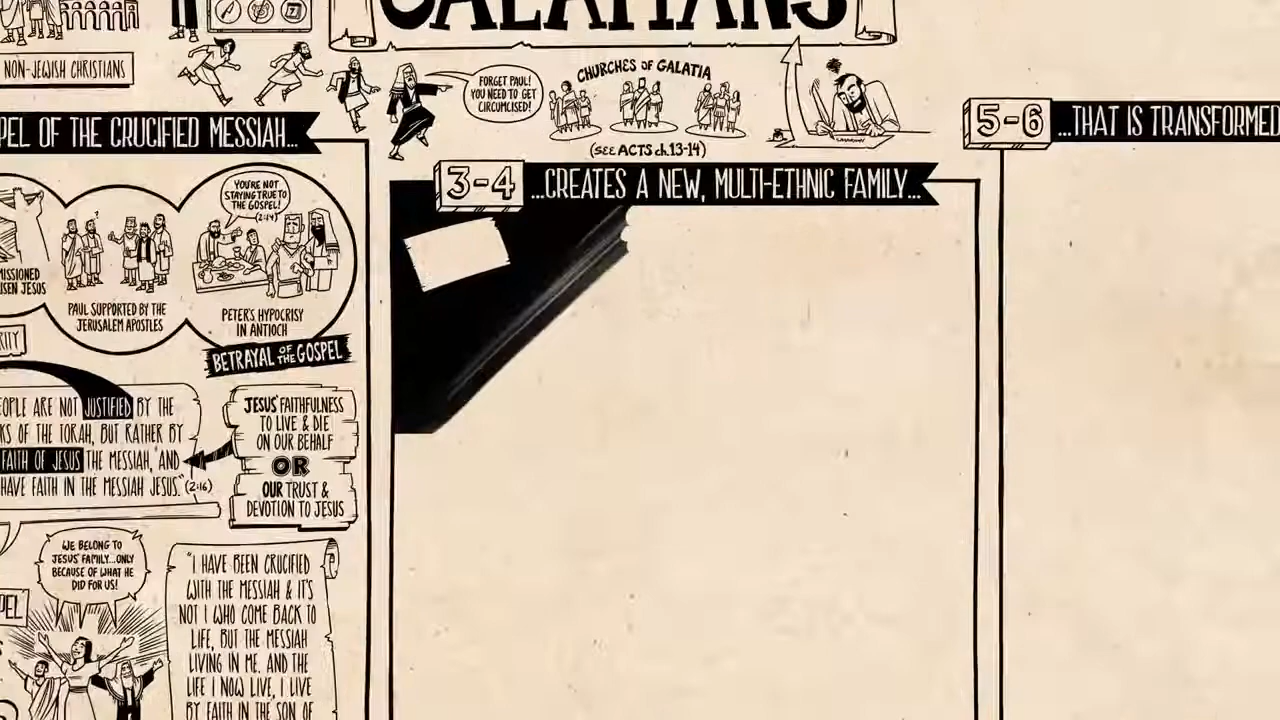 GALATIANS
NON-JEWISH CHRISTIANS
FORGET PAUL!
YOU NEED TO GET
CIRCUMCISED!
CHURCHES OF GALATIA
(SEE ACTS ch.13-14)
OF THE CRUCIFIED MESSIAH...
3-4 ...CREATES A NEW, MULTI-ETHNIC FAMILY...
5-6 ...THAT IS TRANSFORMED
YOU'RE NOT
STAYING TRUE TO
THE GOSPEL!
(2:14)
JESUS
PAUL SUPPORTED BY THE
JERUSALEM APOSTLES
PETER'S HYPOCRISY
IN ANTIOCH
BETRAYAL OF THE GOSPEL
ARE NOT JUSTIFIED BY THE
OF THE TORAH, BUT RATHER BY
FAITH OF JESUS THE MESSIAH, AND
HAVE FAITH IN THE MESSIAH JESUS." (2:16)
JESUS' FAITHFULNESS
TO LIVE & DIE
ON OUR BEHALF
OR
OUR TRUST &
DEVOTION TO JESUS
WE BELONG TO
JESUS' FAMILY...ONLY
BECAUSE OF WHAT HE
DID FOR US!
"I HAVE BEEN CRUCIFIED
WITH THE MESSIAH & IT'S
NOT I WHO COME BACK TO
LIFE, BUT THE MESSIAH
LIVING IN ME. AND THE
LIFE I NOW LIVE, I LIVE
BY FAITH IN THE SON OF